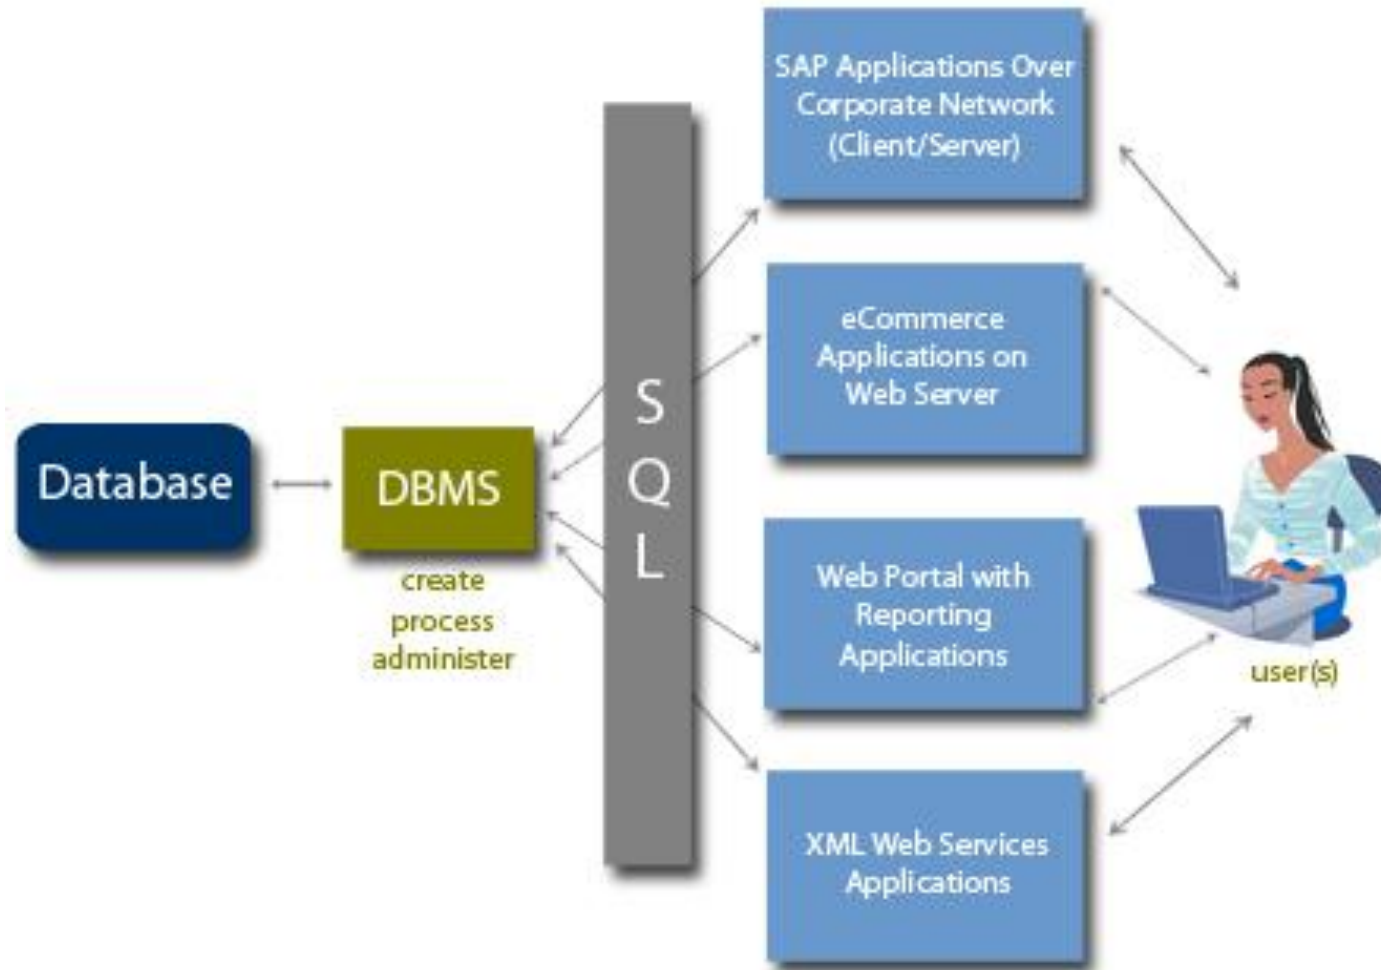 Database
DBMS
create
process
administer
S
Q
L
SAP Applications Over
Corporate Network
(Client/Server)
eCommerce
Applications on
Web Server
Web Portal with
Reporting
Applications
XML Web Services
Applications
user(s)